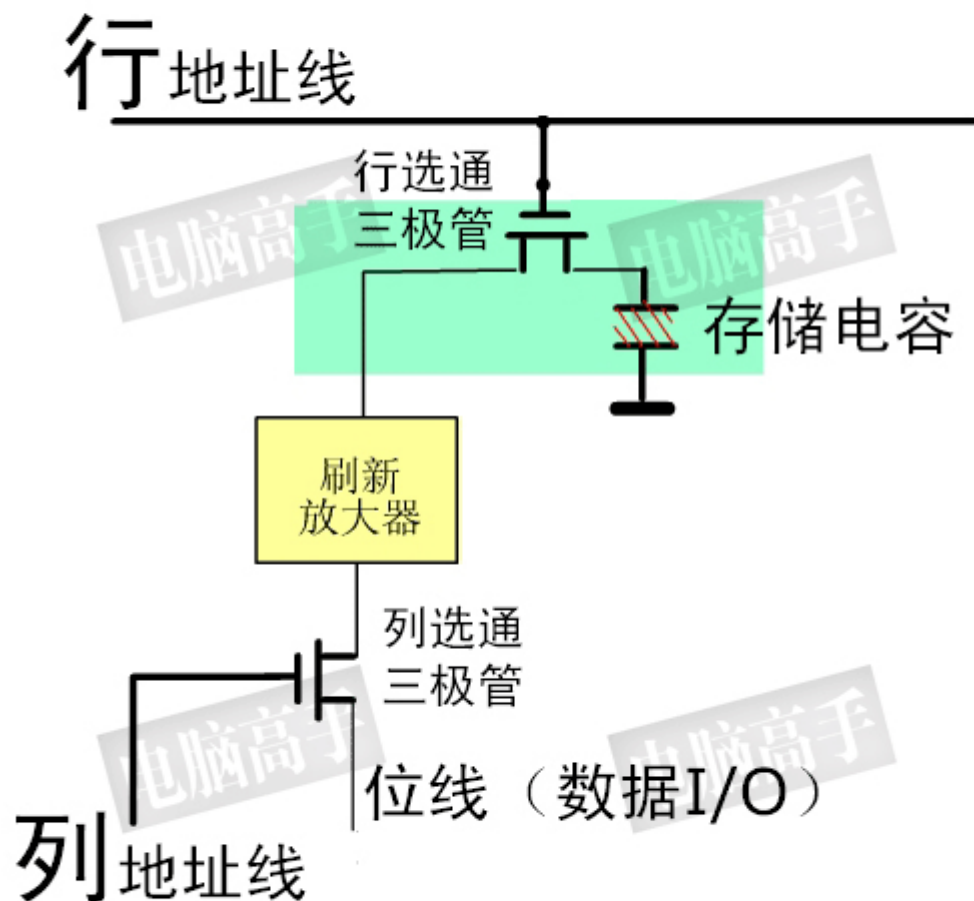 行地址线
电脑高手
电脑高手
行选通
三极管
存储电容
刷新
放大器
列选通
三极管
电脑高手
电脑高手
位线（数据I/O）
列地址线